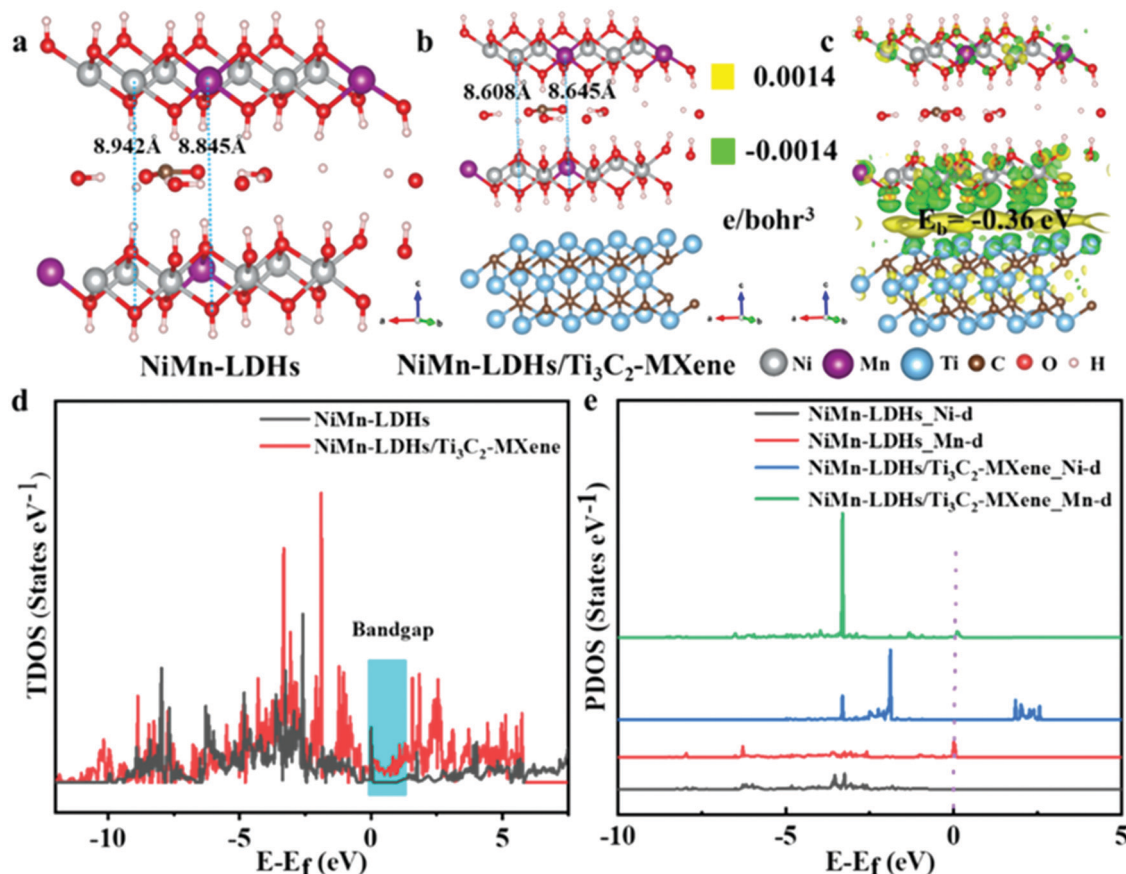 a
8.942Å
8.845Å
NiMn-LDHs
b
8.608Å
8.645Å
NiMn-LDHs/Ti₃C₂-MXene
0.0014
-0.0014
e/bohr³
c
E_b = -0.36 eV
c
a
b
c
a
b
c
a
b
Ni Mn Ti C O H
d
NiMn-LDHs
NiMn-LDHs/Ti₃C₂-MXene
Bandgap
TDOS (States eV⁻¹)
-10 -5 0 5
E-E_f (eV)
e
NiMn-LDHs_Ni-d
NiMn-LDHs_Mn-d
NiMn-LDHs/Ti₃C₂-MXene_Ni-d
NiMn-LDHs/Ti₃C₂-MXene_Mn-d
PDOS (States eV⁻¹)
-10 -5 0 5
E-E_f (eV)